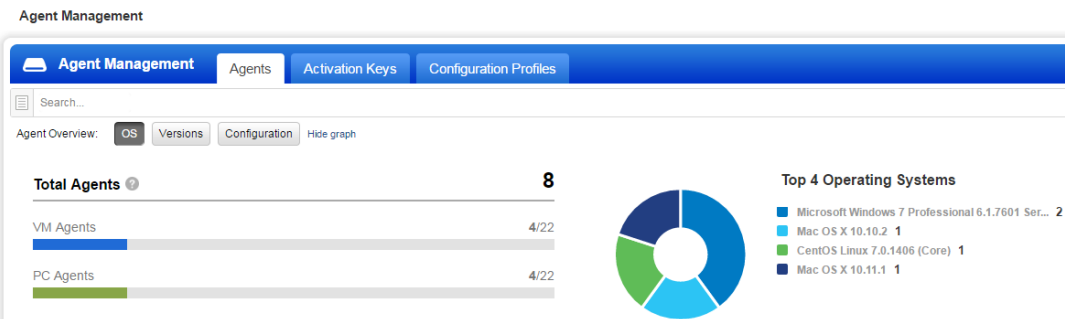 Agent Management
Agent Management Agents Activation Keys Configuration Profiles
Search...
Agent Overview: OS Versions Configuration Hide graph
Total Agents ? 8
VM Agents 4/22
PC Agents 4/22
Top 4 Operating Systems
Microsoft Windows 7 Professional 6.1.7601 Ser... 2
Mac OS X 10.10.2 1
CentOS Linux 7.0.1406 (Core) 1
Mac OS X 10.11.1 1